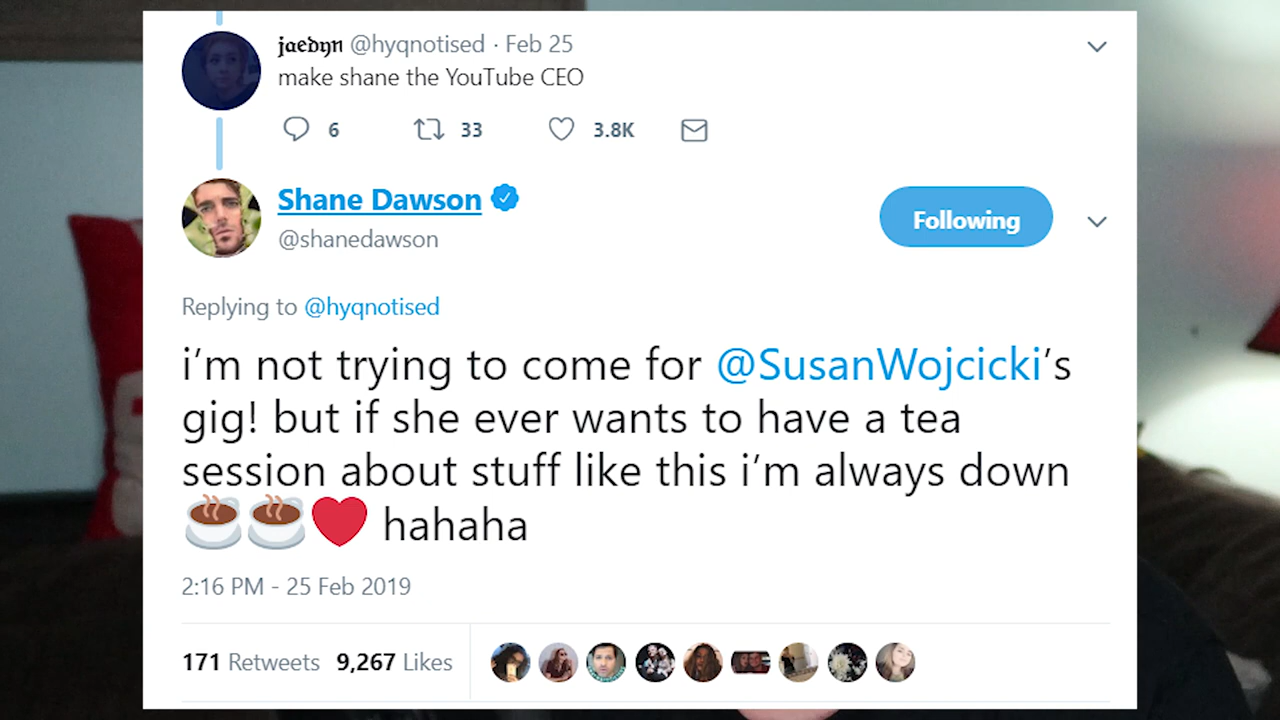 jaedyn @hyqnotised · Feb 25
make shane the YouTube CEO
6 33 3.8K
Shane Dawson
Following
@shanedawson
Replying to @hyqnotised
i'm not trying to come for @SusanWojcicki's
gig! but if she ever wants to have a tea
session about stuff like this i'm always down
☕☕❤️ hahaha
2:16 PM - 25 Feb 2019
171 Retweets 9,267 Likes